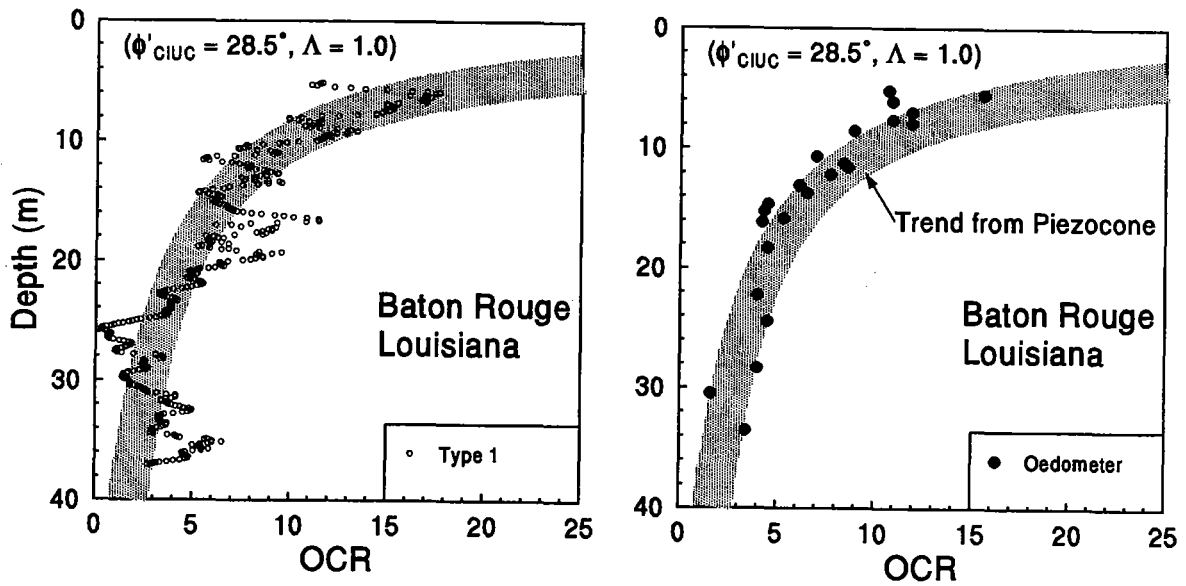 (ϕ'CIUC = 28.5°, Λ = 1.0)
0
10
20
30
40
Depth (m)
Baton Rouge
Louisiana
Type 1
0 5 10 15 20 25
OCR
(ϕ'CIUC = 28.5°, Λ = 1.0)
0
10
20
30
40
Trend from Piezocone
Baton Rouge
Louisiana
Oedometer
0 5 10 15 20 25
OCR